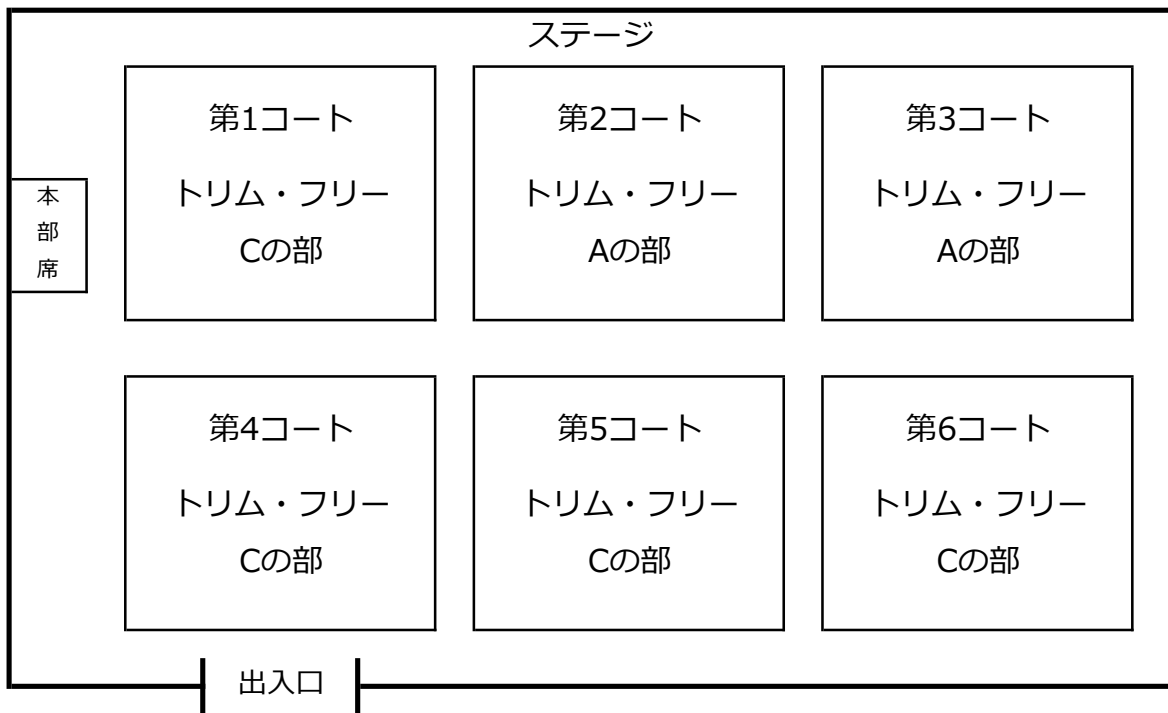 ステージ
第1コート
トリム・フリー
Cの部
第2コート
トリム・フリー
Aの部
第3コート
トリム・フリー
Aの部
本
部
席
第4コート
トリム・フリー
Cの部
第5コート
トリム・フリー
Cの部
第6コート
トリム・フリー
Cの部
出入口